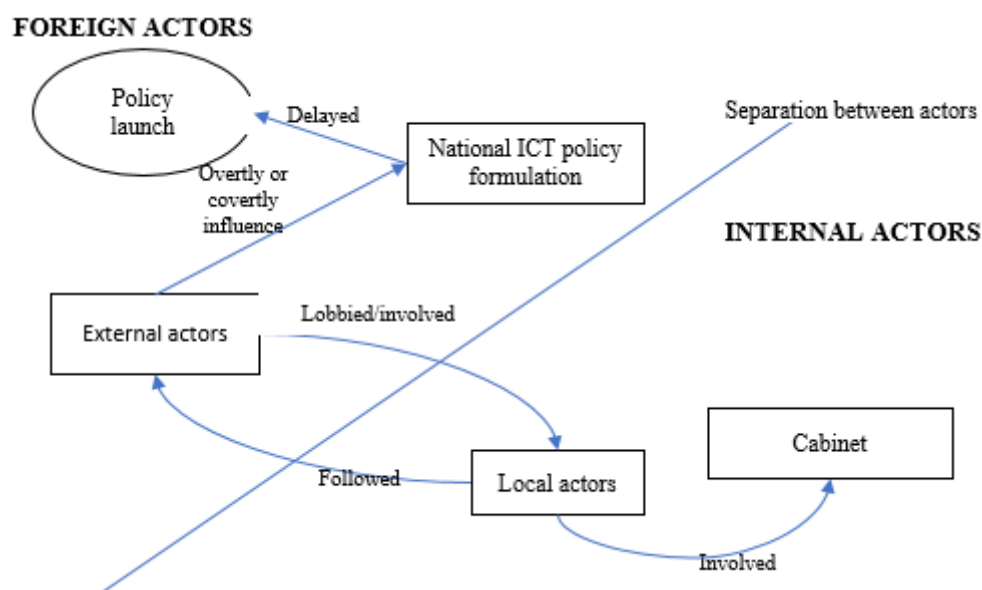 FOREIGN ACTORS
Policy
launch
Delayed
Separation between actors
National ICT policy
formulation
Overtly or
covertly
influence
INTERNAL ACTORS
Lobbied/involved
External actors
Cabinet
Followed
Local actors
Involved